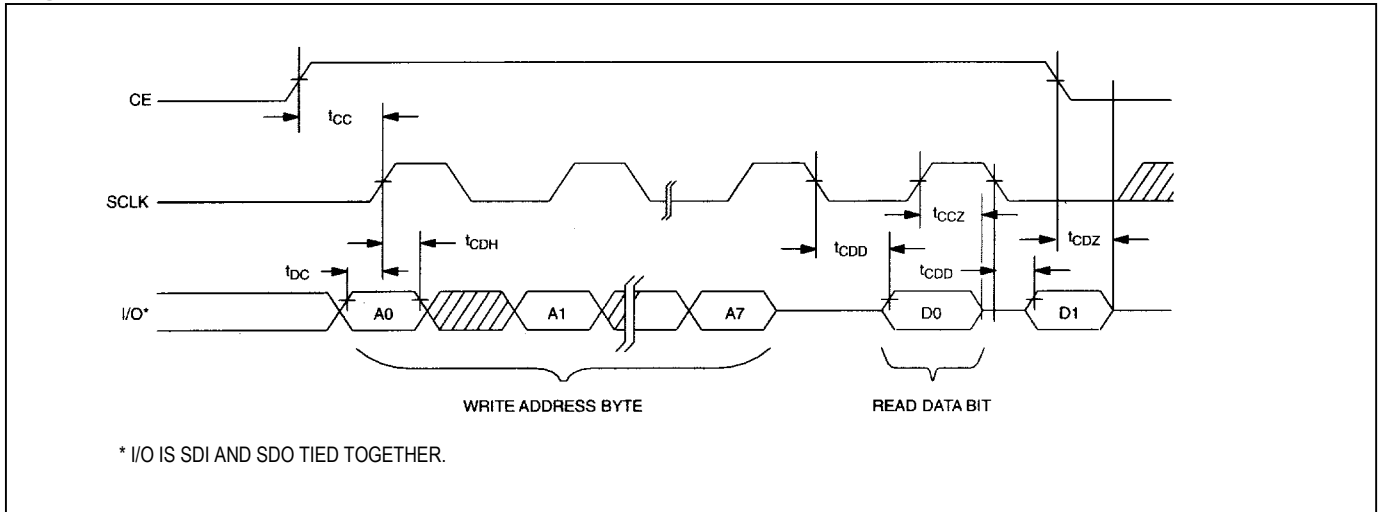 CE
tCC
SCLK
tCCZ
tCDZ
tCDH
tCDD
tCDD
tDC
I/O*
A0
A1
A7
D0
D1
WRITE ADDRESS BYTE
READ DATA BIT
* I/O IS SDI AND SDO TIED TOGETHER.